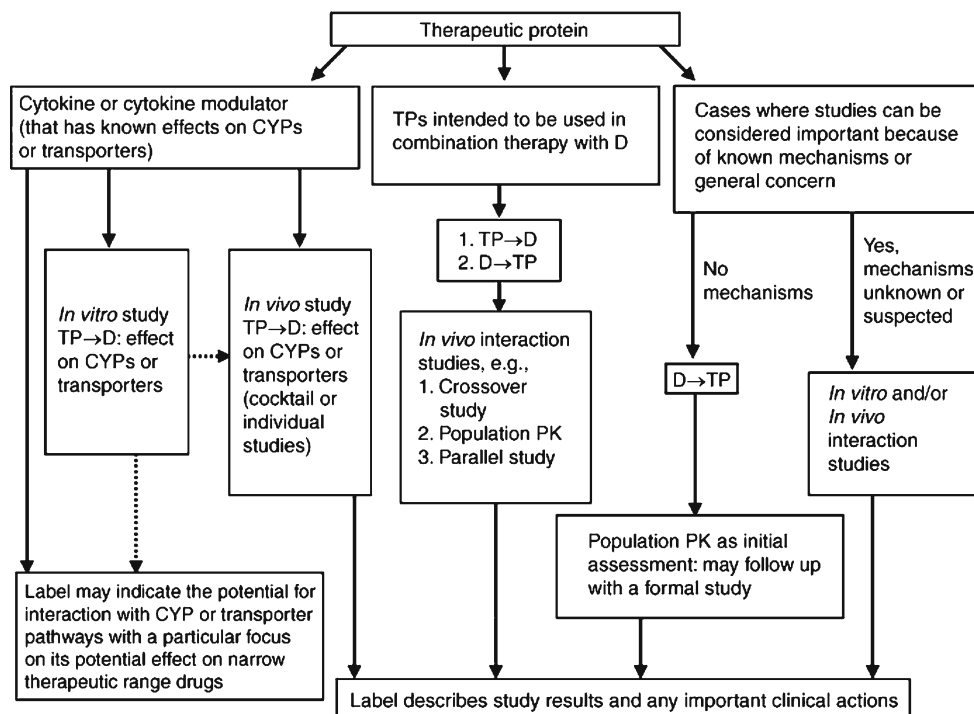 Therapeutic protein
Cytokine or cytokine modulator
(that has known effects on CYPs
or transporters)
TPs intended to be used in
combination therapy with D
Cases where studies can be
considered important because
of known mechanisms or
general concern
1. TP→D
2. D→TP
No
mechanisms
Yes,
mechanisms
unknown or
suspected
In vitro study
TP→D: effect
on CYPs or
transporters
In vivo study
TP→D: effect
on CYPs or
transporters
(cocktail or
individual
studies)
In vivo interaction
studies, e.g.,
1. Crossover
study
2. Population PK
3. Parallel study
D→TP
In vitro and/or
In vivo
interaction
studies
Population PK as initial
assessment: may follow up
with a formal study
Label may indicate the potential for
interaction with CYP or transporter
pathways with a particular focus
on its potential effect on narrow
therapeutic range drugs
Label describes study results and any important clinical actions